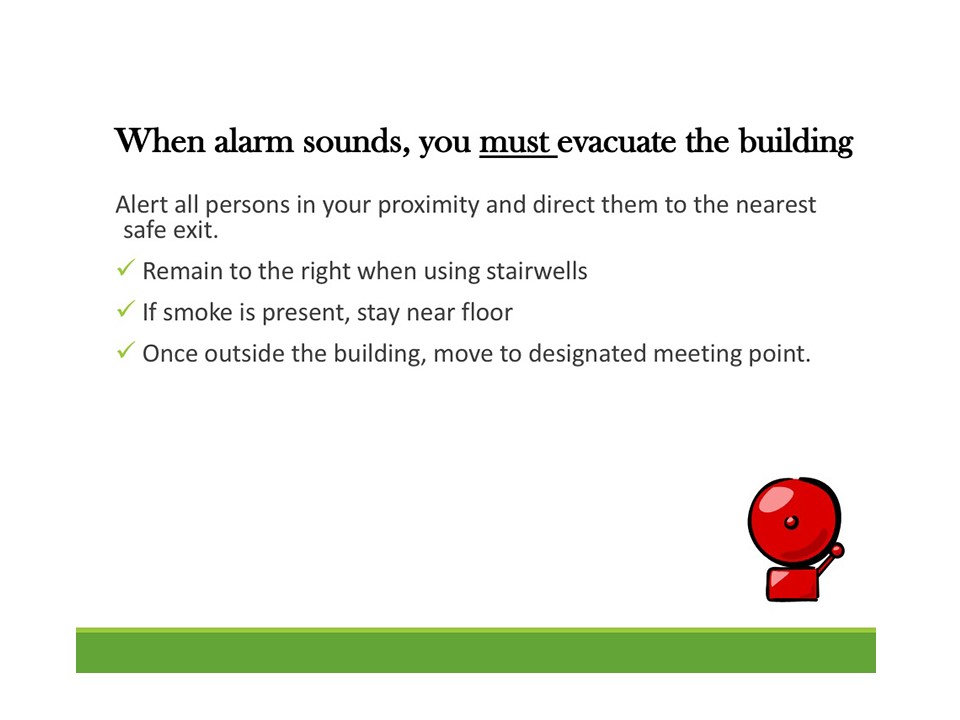 When alarm sounds, you must evacuate the building
Alert all persons in your proximity and direct them to the nearest
safe exit.
✓ Remain to the right when using stairwells
✓ If smoke is present, stay near floor
✓ Once outside the building, move to designated meeting point.